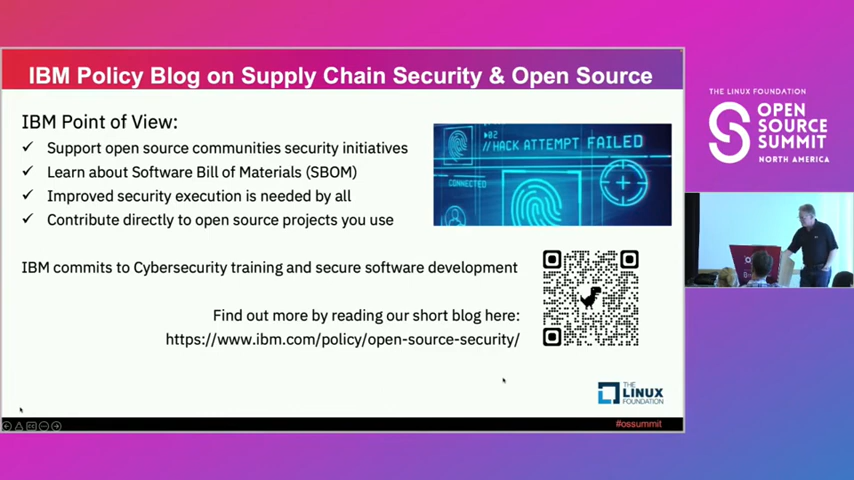 IBM Policy Blog on Supply Chain Security & Open Source
IBM Point of View:
✓ Support open source communities security initiatives
✓ Learn about Software Bill of Materials (SBOM)
✓ Improved security execution is needed by all
✓ Contribute directly to open source projects you use
▸02
//HACK ATTEMPT FAILED
CONNECTED
IBM commits to Cybersecurity training and secure software development
Find out more by reading our short blog here:
https://www.ibm.com/policy/open-source-security/
THE
LINUX
FOUNDATION
#ossummit
THE LINUX FOUNDATION
OPEN
SOURCE
SUMMIT
NORTH AMERICA